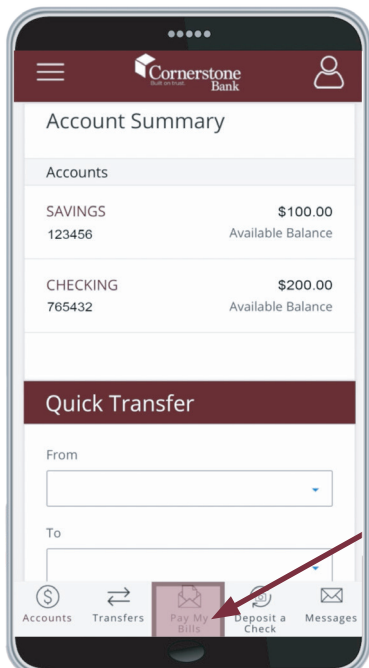 Cornerstone
Built on trust. Bank
Account Summary
Accounts
SAVINGS $100.00
123456 Available Balance
CHECKING $200.00
765432 Available Balance
Quick Transfer
From
To
Accounts Transfers Pay My Bills Deposit a Check Messages